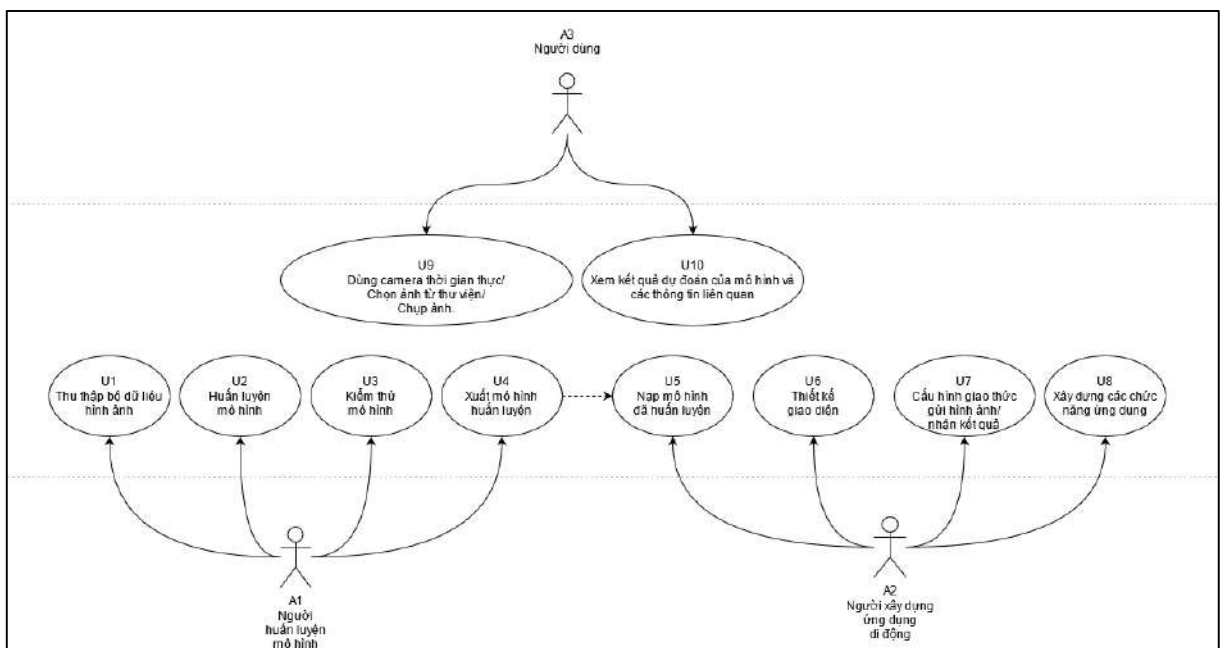 A3
Người dùng
U9
Dùng camera thời gian thực/
Chọn ảnh từ thư viện/
Chụp ảnh.
U10
Xem kết quả dự đoán của mô hình và
các thông tin liên quan
U1
Thu thập bộ dữ liệu
hình ảnh
U2
Huấn luyện
mô hình
U3
Kiểm thử
mô hình
U4
Xuất mô hình
huấn luyện
U5
Nạp mô hình
đã huấn luyện
U6
Thiết kế
giao diện
U7
Cấu hình giao thức
gửi hình ảnh/
nhận kết quả
U8
Xây dựng các chức
năng ứng dụng
A1
Người
huấn luyện
mô hình
A2
Người xây dựng
ứng dụng
di động